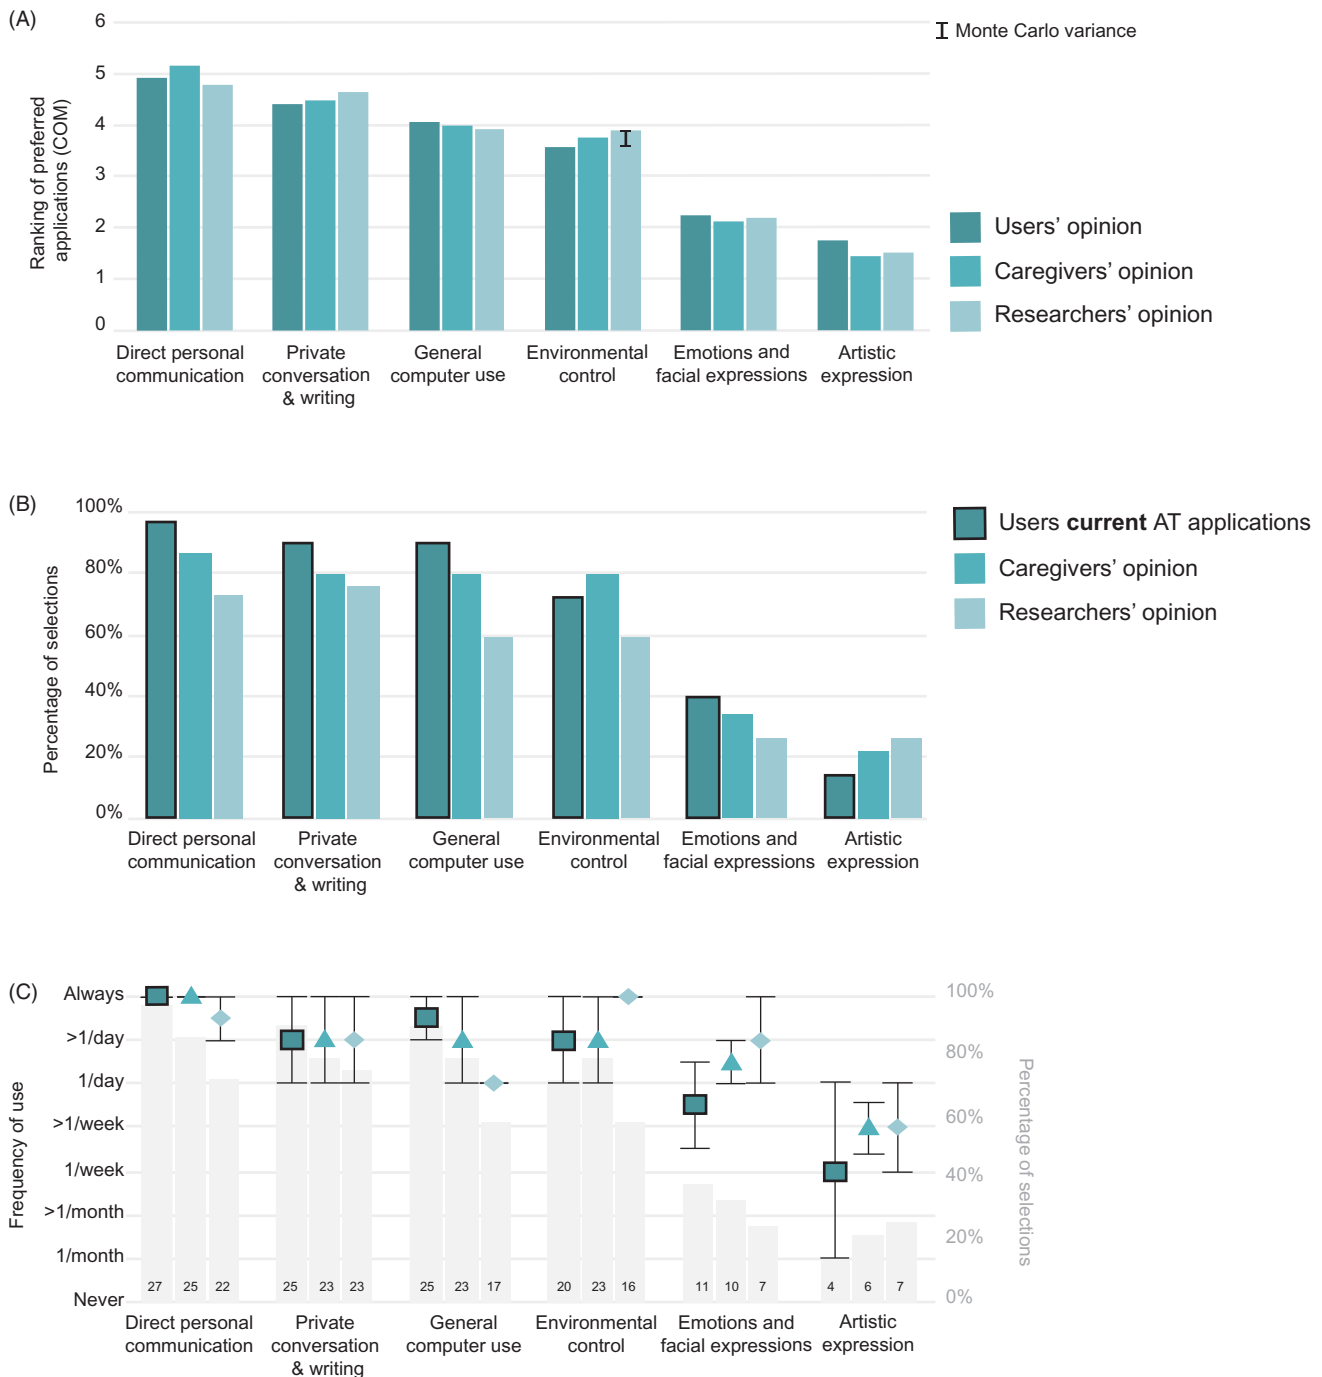 (A)
6
5
4
3
2
1
0
Ranking of preferred
applications (COM)
Monte Carlo variance
Users’ opinion
Caregivers’ opinion
Researchers’ opinion
Direct personal
communication
Private
conversation
& writing
General
computer use
Environmental
control
Emotions and
facial expressions
Artistic
expression
(B)
100%
80%
60%
40%
20%
0%
Percentage of selections
Users current AT applications
Caregivers’ opinion
Researchers’ opinion
Direct personal
communication
Private
conversation
& writing
General
computer use
Environmental
control
Emotions and
facial expressions
Artistic
expression
(C)
Always
>1/day
1/day
>1/week
1/week
>1/month
1/month
Never
Frequency of use
100%
80%
60%
40%
20%
0%
Percentage of selections
27 25 22 25 23 23 25 23 17 20 23 16 11 10 7 4 6 7
Direct personal
communication
Private
conversation
& writing
General
computer use
Environmental
control
Emotions and
facial expressions
Artistic
expression